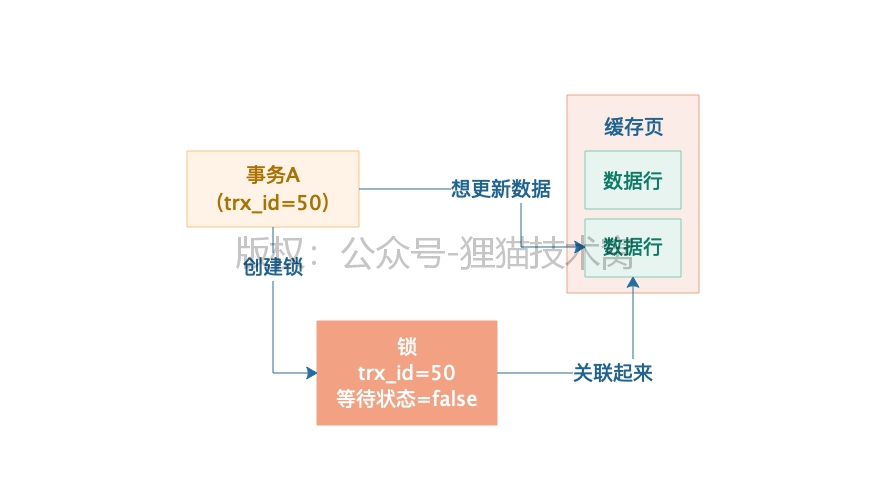 缓存页
事务A
(trx_id=50)
想更新数据
数据行
数据行
版权：公众号-狸猫技术窝
创建锁
锁
trx_id=50
等待状态=false
关联起来